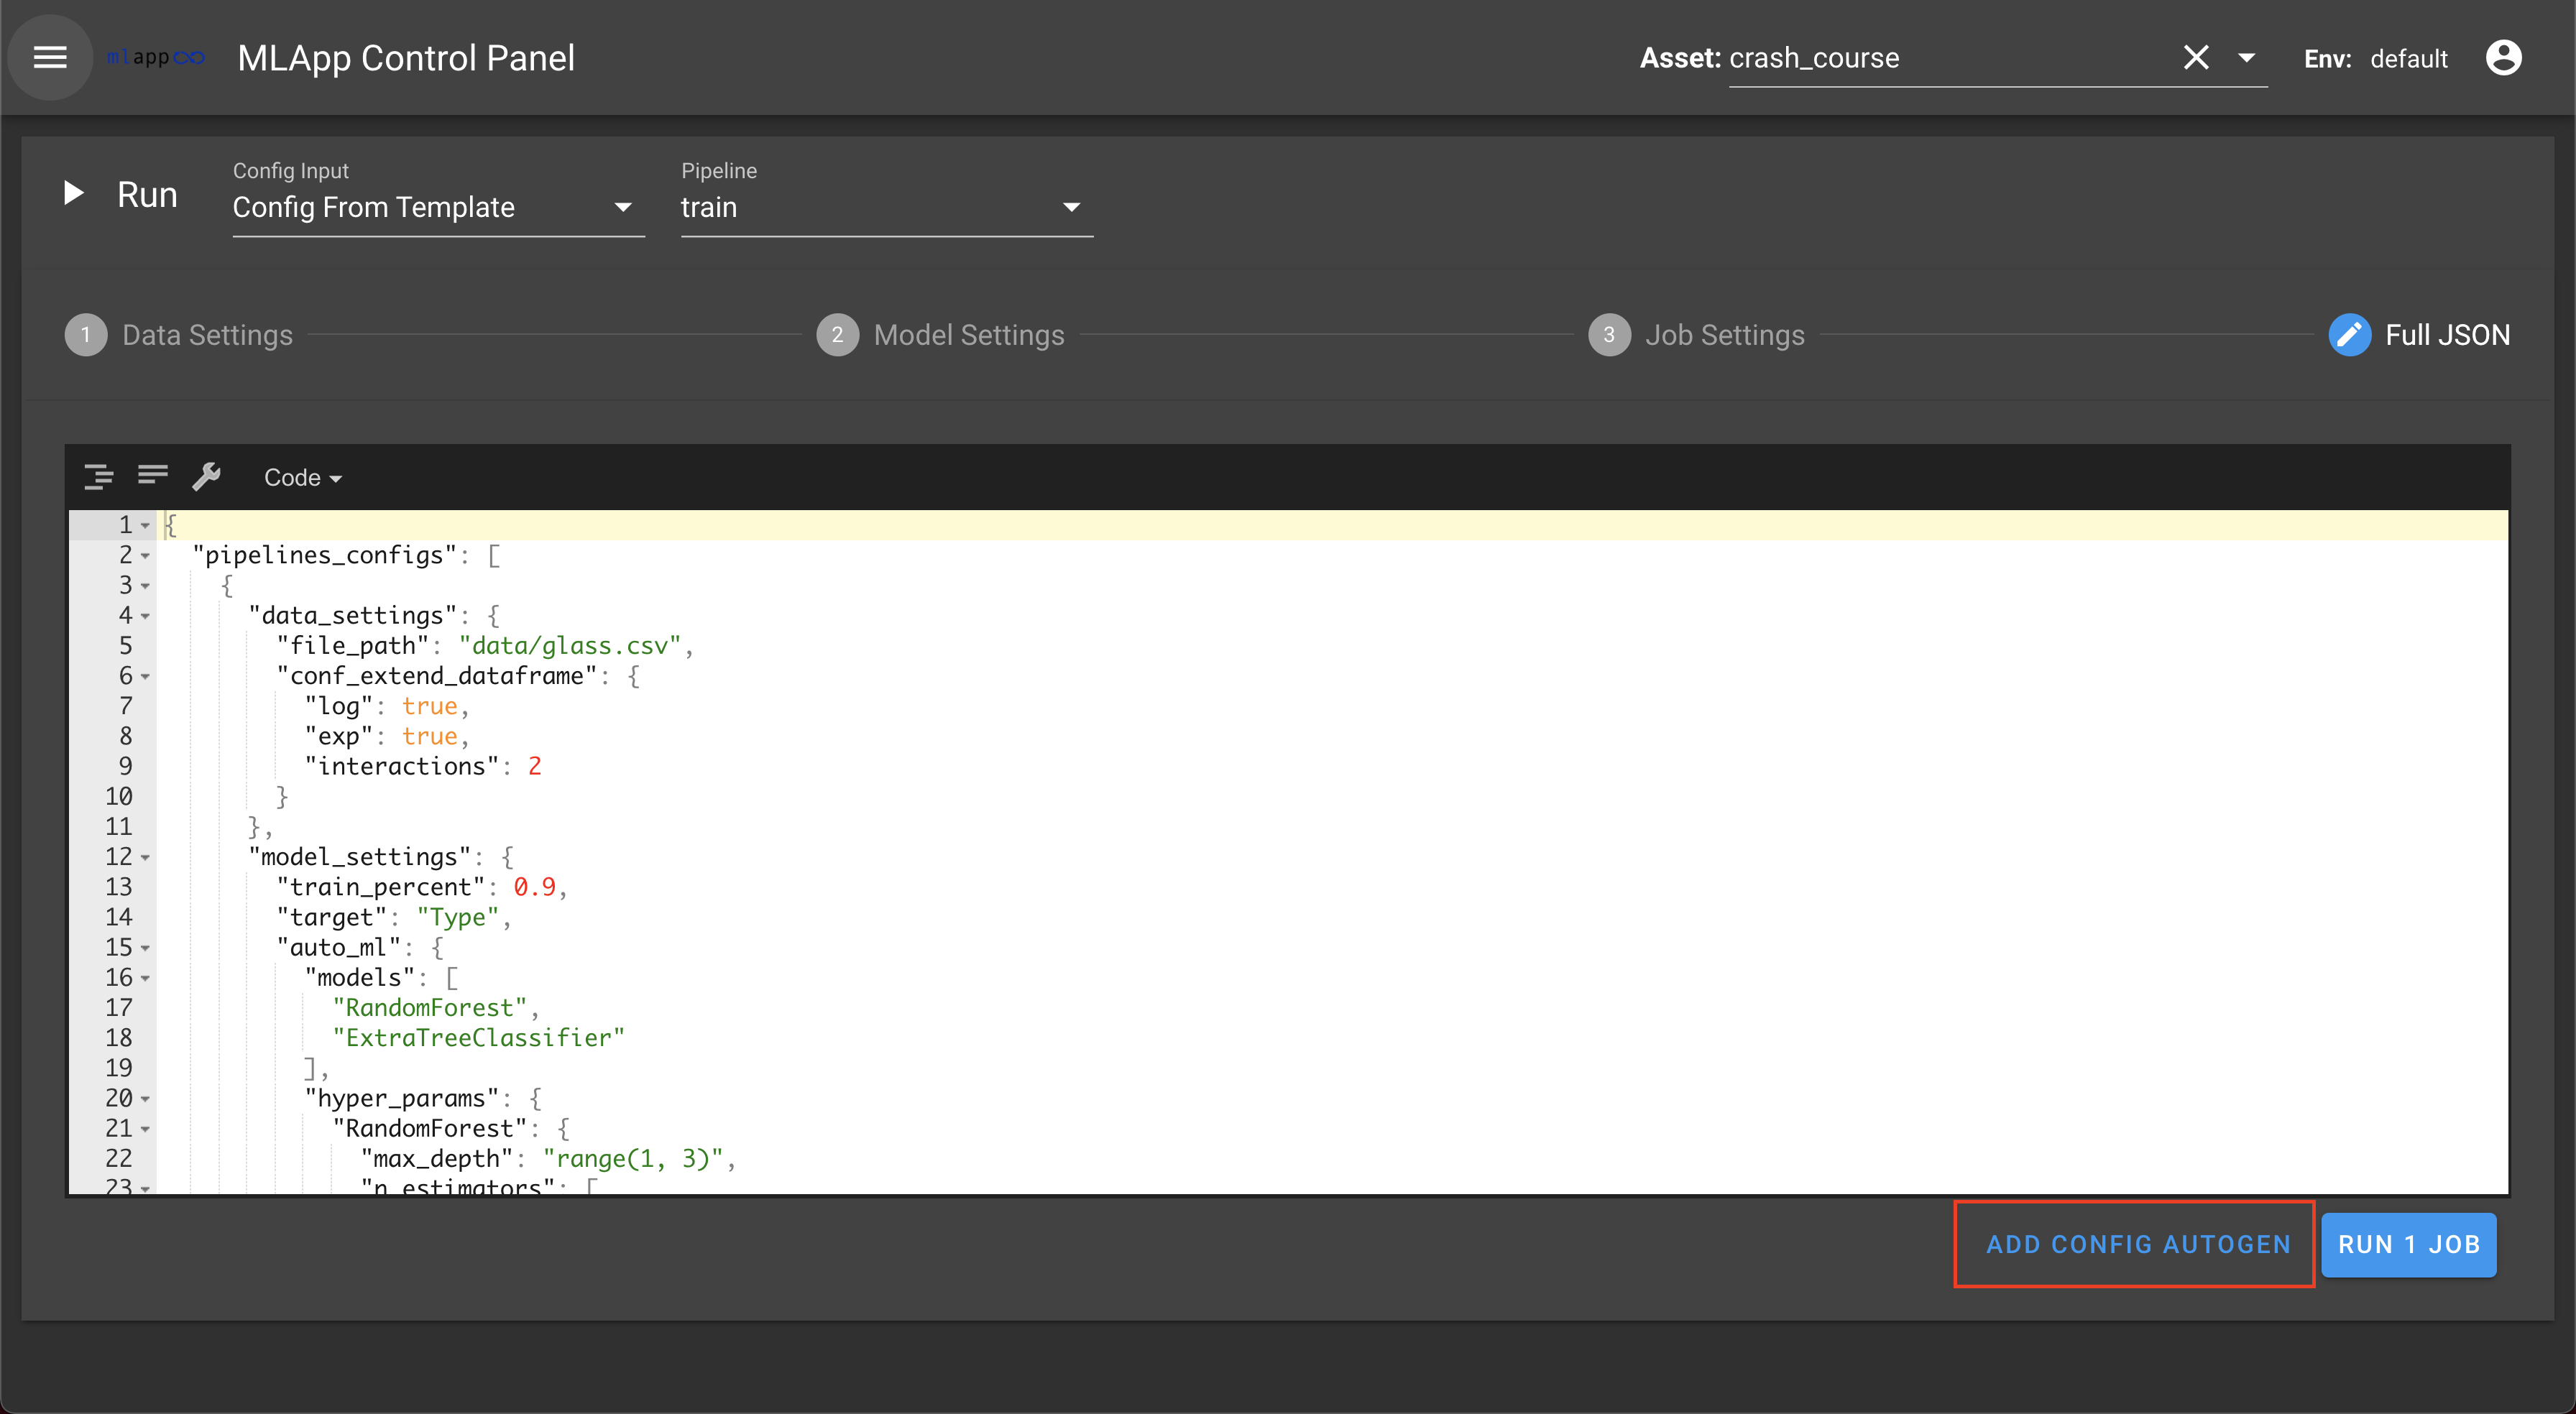 mlapp MLApp Control Panel Asset: crash_course Env: default
Run
Config Input
Config From Template
Pipeline
train
1 Data Settings 2 Model Settings 3 Job Settings Full JSON
Code
1 {
2 "pipelines_configs": [
3 {
4 "data_settings": {
5 "file_path": "data/glass.csv",
6 "conf_extend_dataframe": {
7 "log": true,
8 "exp": true,
9 "interactions": 2
10 }
11 },
12 "model_settings": {
13 "train_percent": 0.9,
14 "target": "Type",
15 "auto_ml": {
16 "models": [
17 "RandomForest",
18 "ExtraTreeClassifier"
19 ],
20 "hyper_params": {
21 "RandomForest": {
22 "max_depth": "range(1, 3)",
23 "n_estimators": [
ADD CONFIG AUTOGEN RUN 1 JOB